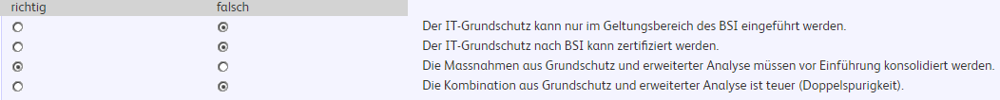 richtig falsch
Der IT-Grundschutz kann nur im Geltungsbereich des BSI eingeführt werden.
Der IT-Grundschutz nach BSI kann zertifiziert werden.
Die Massnahmen aus Grundschutz und erweiterter Analyse müssen vor Einführung konsolidiert werden.
Die Kombination aus Grundschutz und erweiterter Analyse ist teuer (Doppelspurigkeit).